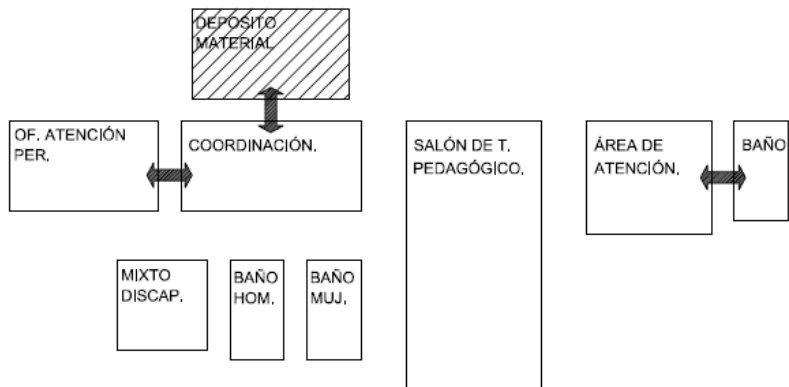 DEPOSITO
MATERIAL
OF. ATENCIÓN
PER.
COORDINACIÓN.
SALÓN DE T.
PEDAGÓGICO.
ÁREA DE
ATENCIÓN.
BAÑO
MIXTO
DISCAP.
BAÑO
HOM.
BAÑO
MUJ.